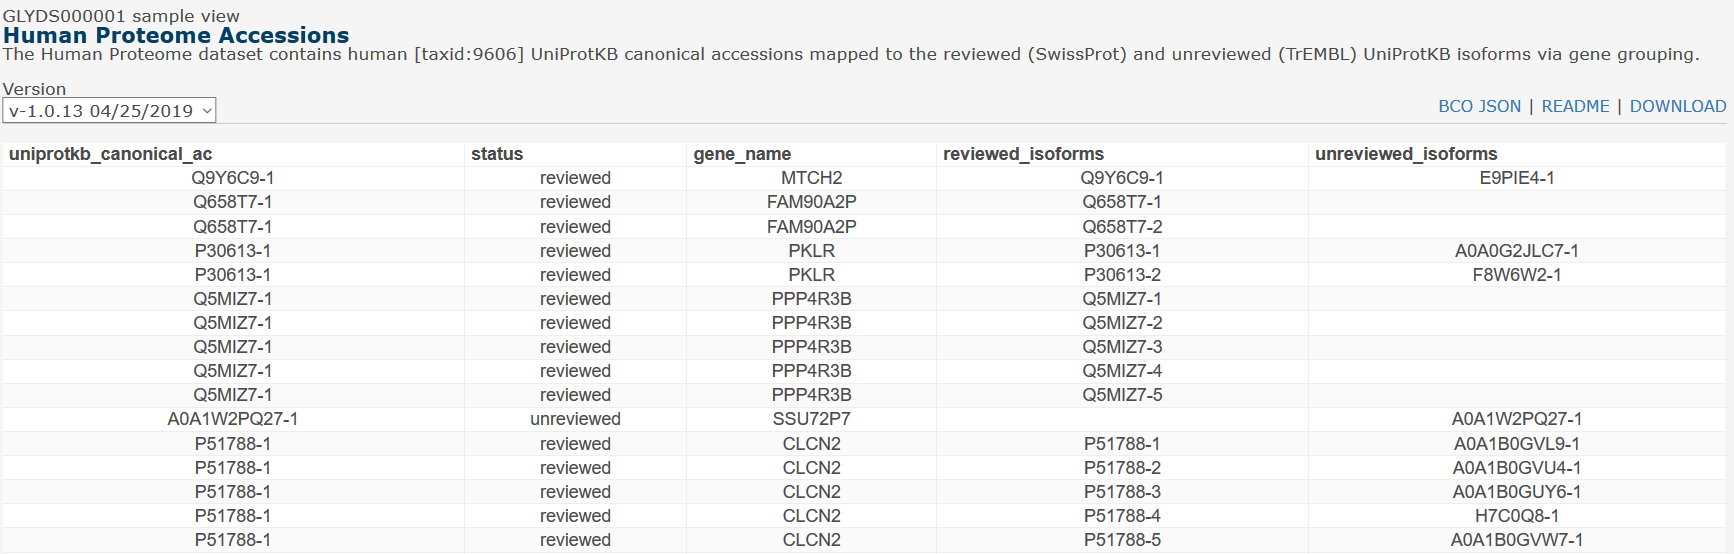 GLYDS000001 sample view
Human Proteome Accessions
The Human Proteome dataset contains human [taxid:9606] UniProtKB canonical accessions mapped to the reviewed (SwissProt) and unreviewed (TrEMBL) UniProtKB isoforms via gene grouping.
Version
v-1.0.13 04/25/2019
BCO JSON | README | DOWNLOAD
uniprotkb_canonical_ac status gene_name reviewed_isoforms unreviewed_isoforms
Q9Y6C9-1 reviewed MTCH2 Q9Y6C9-1 E9PIE4-1
Q658T7-1 reviewed FAM90A2P Q658T7-1
Q658T7-1 reviewed FAM90A2P Q658T7-2
P30613-1 reviewed PKLR P30613-1 A0A0G2JLC7-1
P30613-1 reviewed PKLR P30613-2 F8W6W2-1
Q5MIZ7-1 reviewed PPP4R3B Q5MIZ7-1
Q5MIZ7-1 reviewed PPP4R3B Q5MIZ7-2
Q5MIZ7-1 reviewed PPP4R3B Q5MIZ7-3
Q5MIZ7-1 reviewed PPP4R3B Q5MIZ7-4
Q5MIZ7-1 reviewed PPP4R3B Q5MIZ7-5
A0A1W2PQ27-1 unreviewed SSU72P7 A0A1W2PQ27-1
P51788-1 reviewed CLCN2 P51788-1 A0A1B0GVL9-1
P51788-1 reviewed CLCN2 P51788-2 A0A1B0GVU4-1
P51788-1 reviewed CLCN2 P51788-3 A0A1B0GUY6-1
P51788-1 reviewed CLCN2 P51788-4 H7C0Q8-1
P51788-1 reviewed CLCN2 P51788-5 A0A1B0GVW7-1